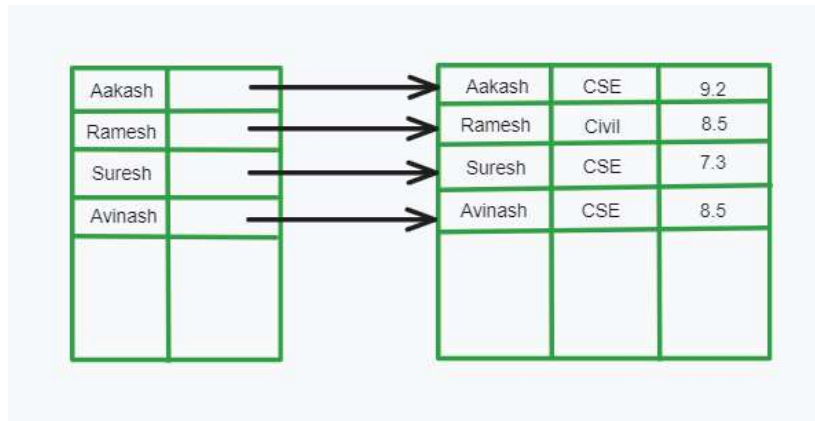 Aakash Aakash CSE 9.2
Ramesh Ramesh Civil 8.5
Suresh Suresh CSE 7.3
Avinash Avinash CSE 8.5